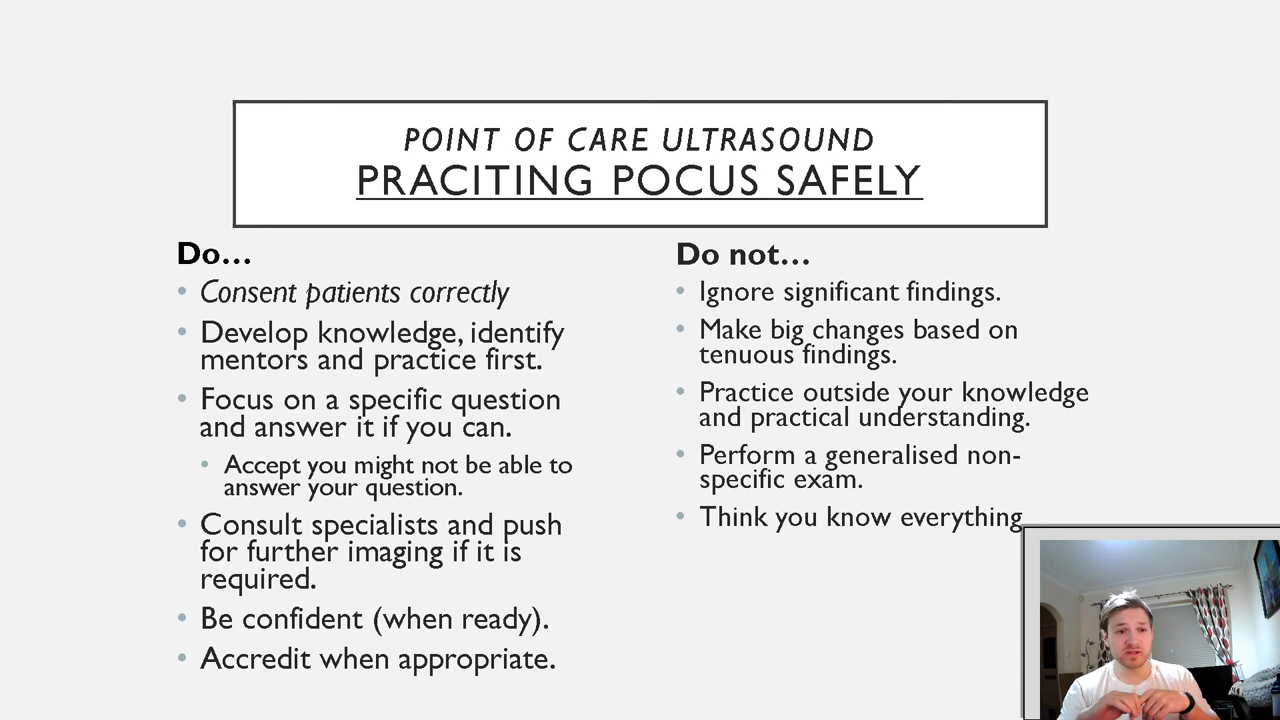 POINT OF CARE ULTRASOUND
PRACITING POCUS SAFELY
Do…
• Consent patients correctly
• Develop knowledge, identify
mentors and practice first.
• Focus on a specific question
and answer it if you can.
• Accept you might not be able to
answer your question.
• Consult specialists and push
for further imaging if it is
required.
• Be confident (when ready).
• Accredit when appropriate.
Do not…
• Ignore significant findings.
• Make big changes based on
tenuous findings.
• Practice outside your knowledge
and practical understanding.
• Perform a generalised non-
specific exam.
• Think you know everything